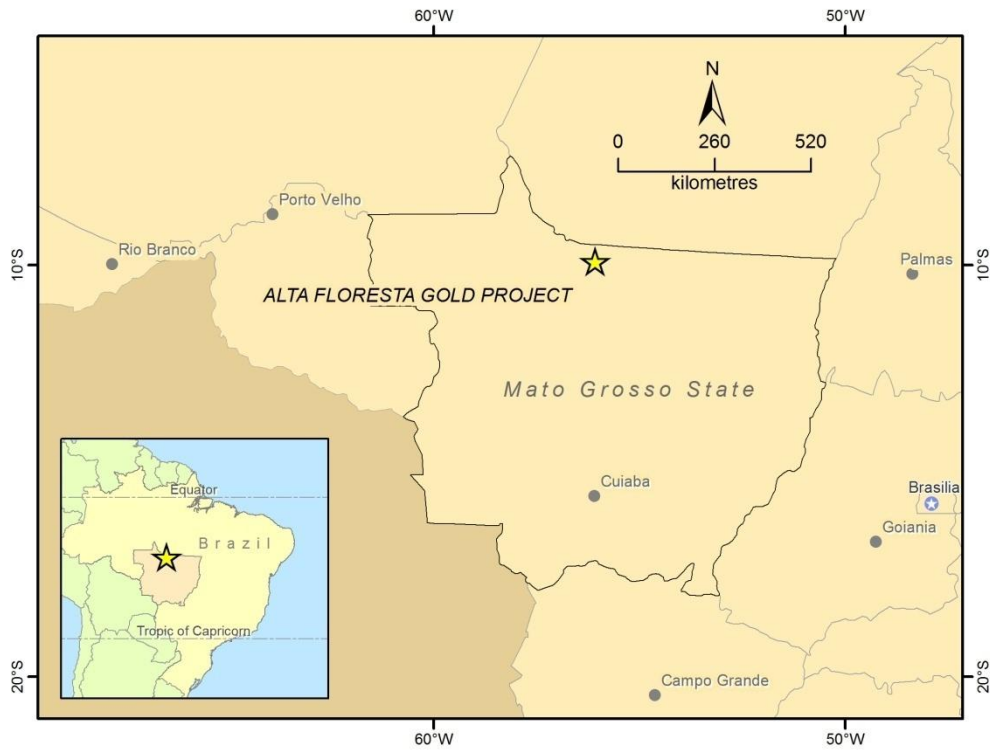 60°W
50°W
N
0
260
520
kilometres
Porto Velho
Rio Branco
10°S
10°S
Palmas
ALTA FLORESTA GOLD PROJECT
Mato Grosso State
Cuiaba
Brasilia
Goiania
Equator
Brazil
Tropic of Capricorn
Campo Grande
20°S
20°S
60°W
50°W